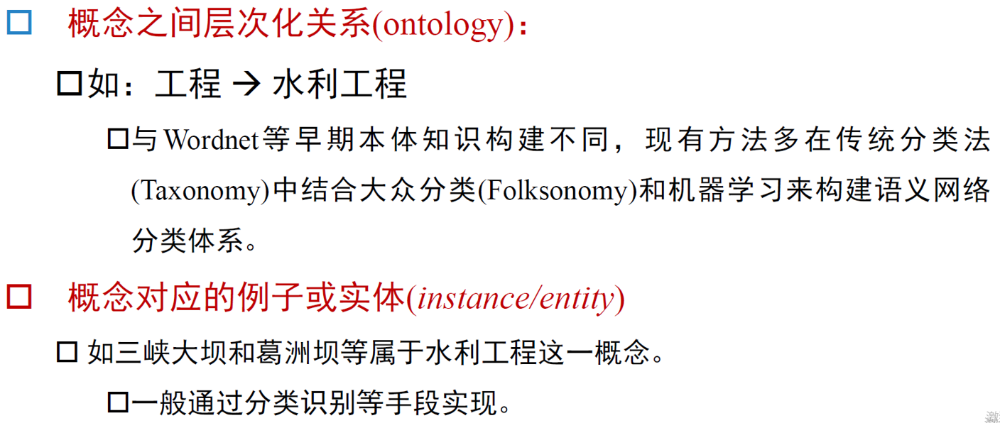 概念之间层次化关系(ontology)：
如：工程 → 水利工程
与Wordnet等早期本体知识构建不同，现有方法多在传统分类法
(Taxonomy)中结合大众分类(Folksonomy)和机器学习来构建语义网络
分类体系。
概念对应的例子或实体(instance/entity)
如三峡大坝和葛洲坝等属于水利工程这一概念。
一般通过分类识别等手段实现。